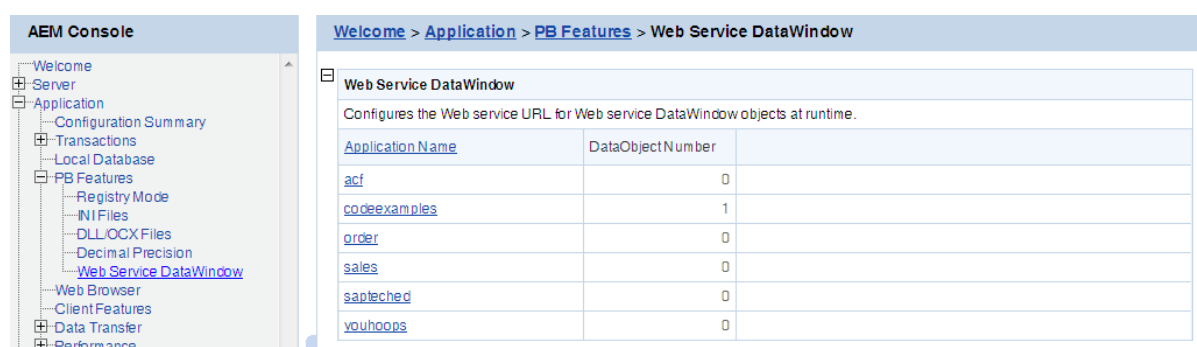 AEM Console
Welcome
Server
Application
Configuration Summary
Transactions
Local Database
PB Features
Registry Mode
INI Files
DLL/OCX Files
Decimal Precision
Web Service DataWindow
Web Browser
Client Features
Data Transfer
Performance
Welcome > Application > PB Features > Web Service DataWindow
Web Service DataWindow
Configures the Web service URL for Web service DataWindow objects at runtime.
Application Name DataObject Number
acf 0
codeexamples 1
order 0
sales 0
sapteched 0
youhoops 0